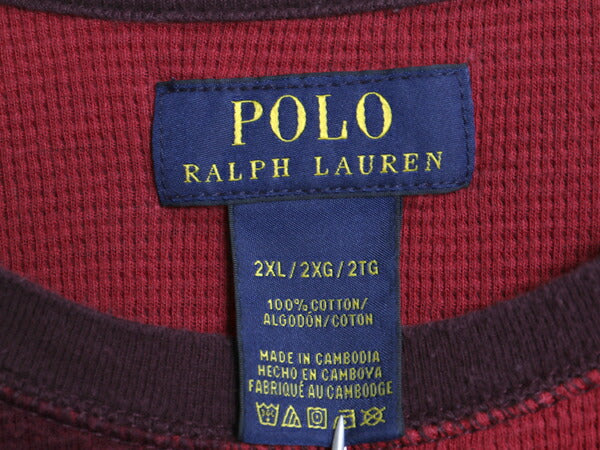 POLO
RALPH LAUREN
2XL/2XG/2TG
100% COTTON/
ALGODÓN/COTON
MADE IN CAMBODIA
HECHO EN CAMBOYA
FABRIQUÉ AU CAMBODGE